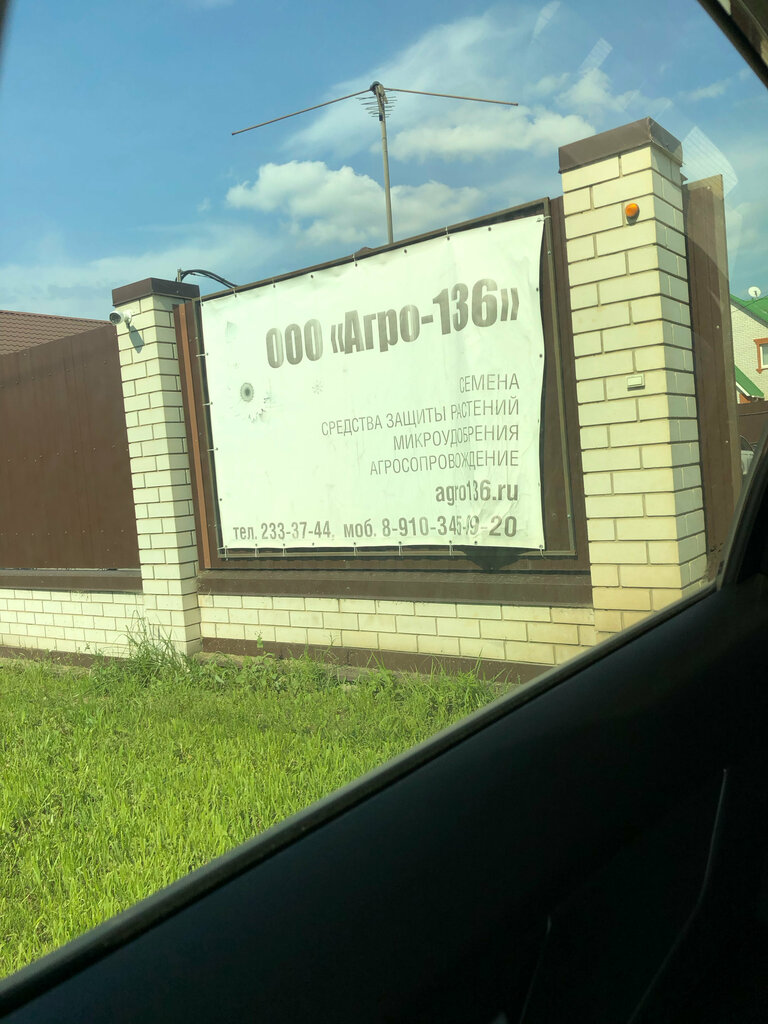 ООО «Агро-136»
СЕМЕНА
СРЕДСТВА ЗАЩИТЫ РАСТЕНИЙ
МИКРОУДОБРЕНИЯ
АГРОСОПРОВОЖДЕНИЕ
agro136.ru
тел. 233-37-44, моб. 8-910-345-49-20